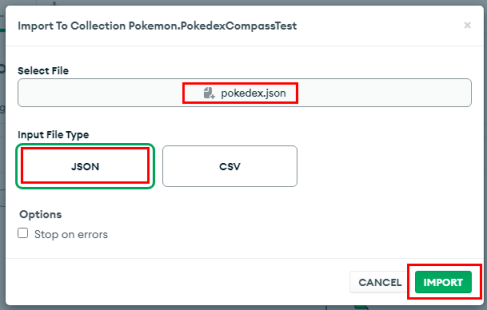 Import To Collection Pokemon.PokedexCompassTest
×
Select File
pokedex.json
Input File Type
JSON
CSV
Options
Stop on errors
CANCEL
IMPORT